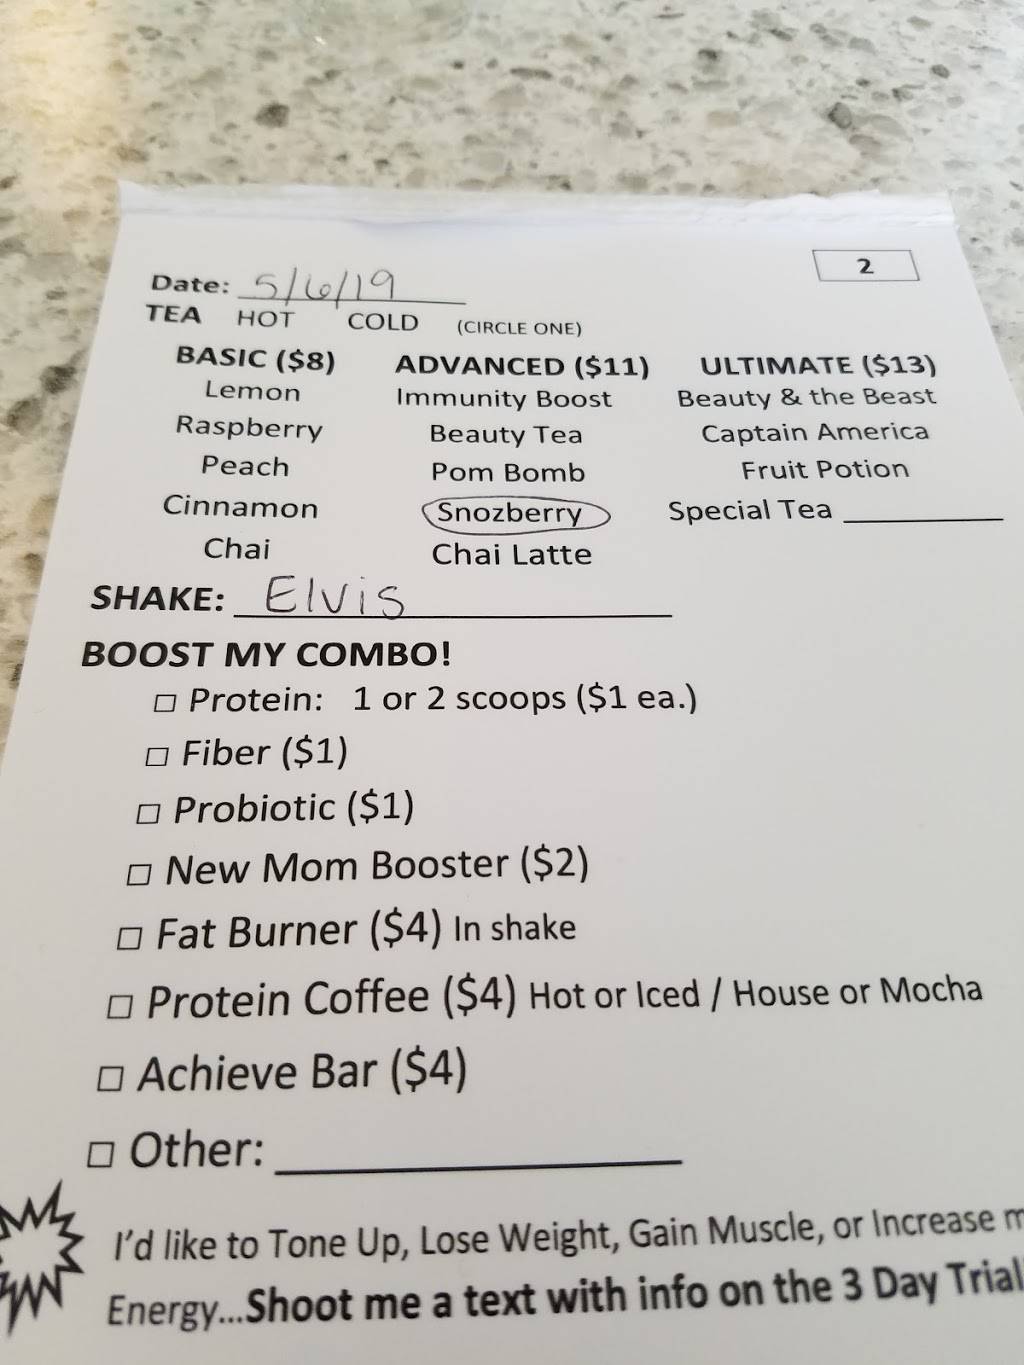 2
Date: 5/6/19
TEA HOT COLD (CIRCLE ONE)
BASIC ($8) ADVANCED ($11) ULTIMATE ($13)
Lemon Immunity Boost Beauty & the Beast
Raspberry Beauty Tea Captain America
Peach Pom Bomb Fruit Potion
Cinnamon Snozberry Special Tea
Chai Chai Latte
SHAKE: Elvis
BOOST MY COMBO!
Protein: 1 or 2 scoops ($1 ea.)
Fiber ($1)
Probiotic ($1)
New Mom Booster ($2)
Fat Burner ($4) In shake
Protein Coffee ($4) Hot or Iced / House or Mocha
Achieve Bar ($4)
Other:
I'd like to Tone Up, Lose Weight, Gain Muscle, or Increase
Energy...Shoot me a text with info on the 3 Day Trial